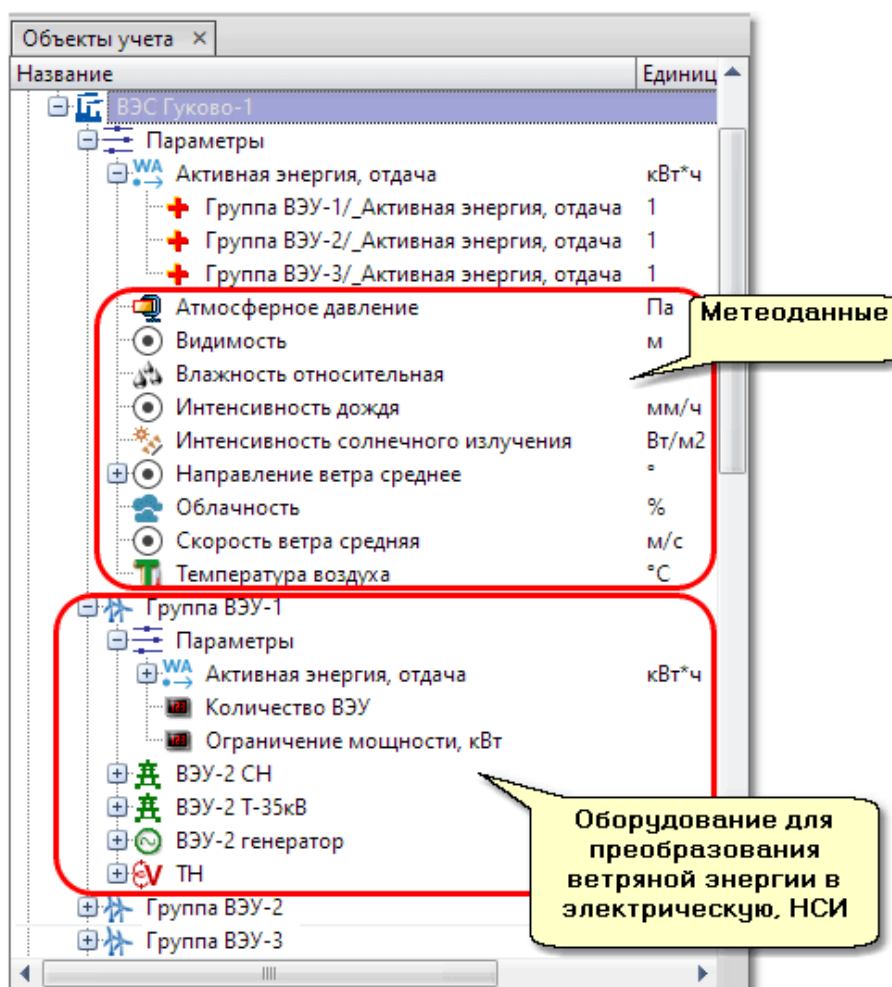 Объекты учета ×
Название Единиц
ВЭС Гуково-1
Параметры
WA Активная энергия, отдача кВт*ч
Группа ВЭУ-1/_Активная энергия, отдача 1
Группа ВЭУ-2/_Активная энергия, отдача 1
Группа ВЭУ-3/_Активная энергия, отдача 1
Атмосферное давление Па
Метеоданные
Видимость м
Влажность относительная
Интенсивность дождя мм/ч
Интенсивность солнечного излучения Вт/м2
Направление ветра среднее °
Облачность %
Скорость ветра средняя м/с
Температура воздуха °C
Группа ВЭУ-1
Параметры
WA Активная энергия, отдача кВт*ч
123 Количество ВЭУ
123 Ограничение мощности, кВт
ВЭУ-2 СН
ВЭУ-2 Т-35кВ
ВЭУ-2 генератор
ТН
Группа ВЭУ-2
Группа ВЭУ-3
Оборудование для
преобразования
ветряной энергии в
электрическую, НСИ